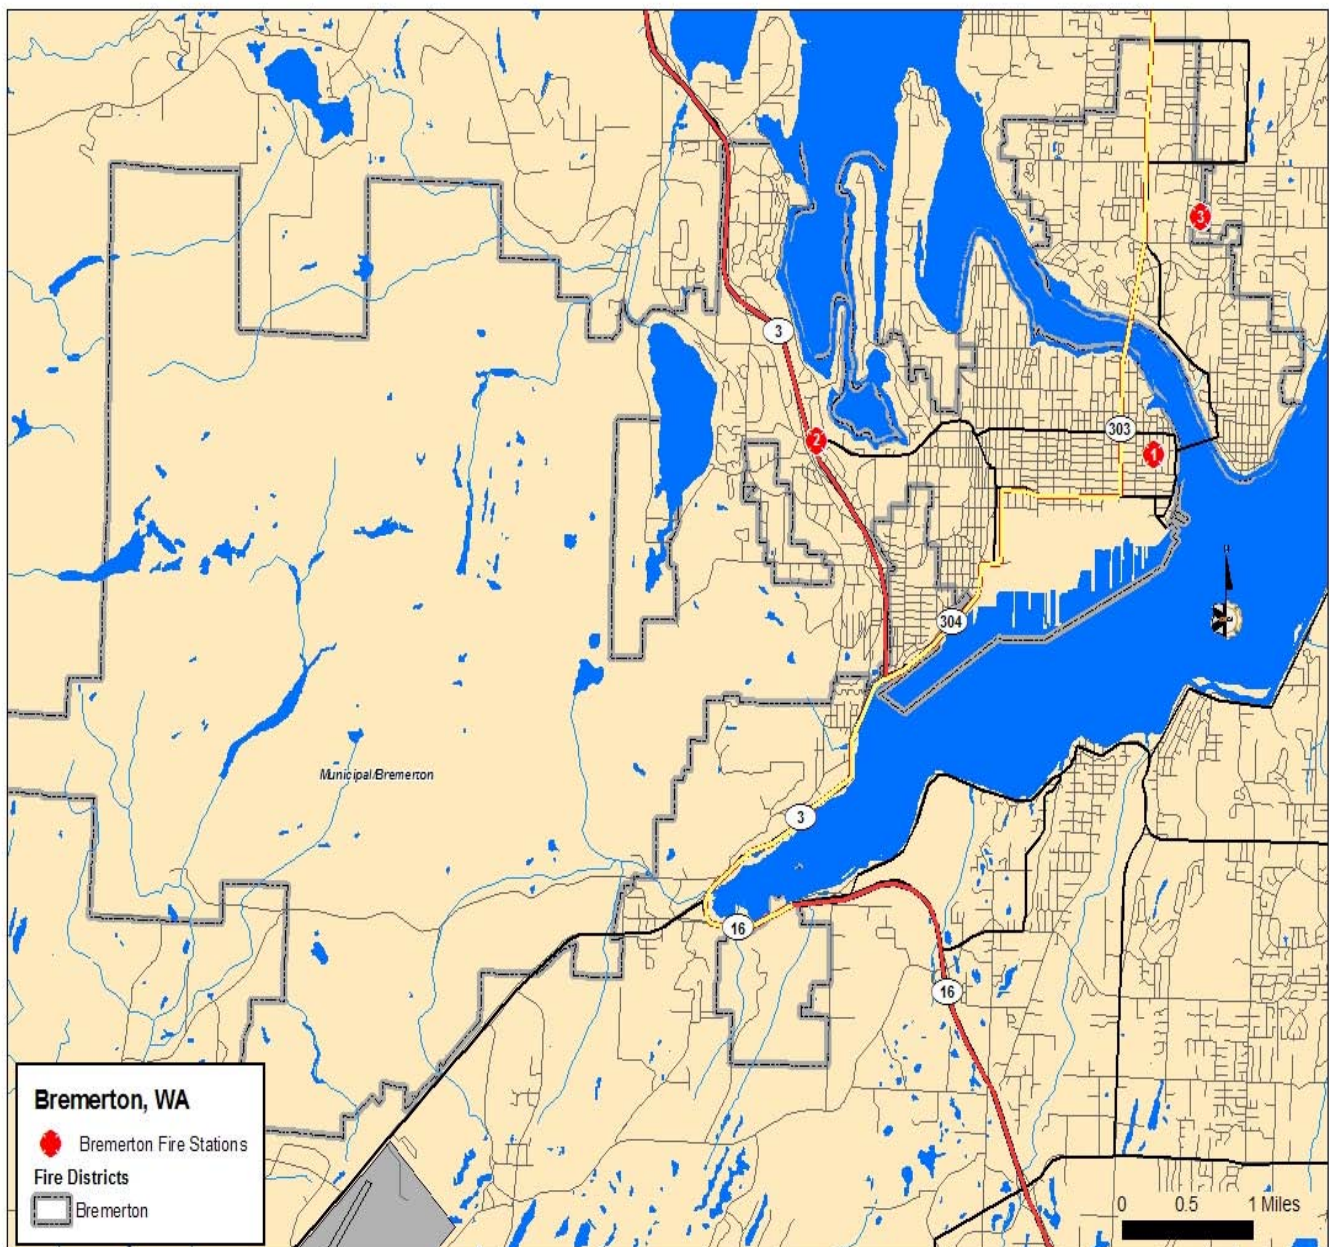 3
3
303
2
1
304
Municipal/Bremerton
3
16
16
Bremerton, WA
Bremerton Fire Stations
Fire Districts
Bremerton
0 0.5 1 Miles